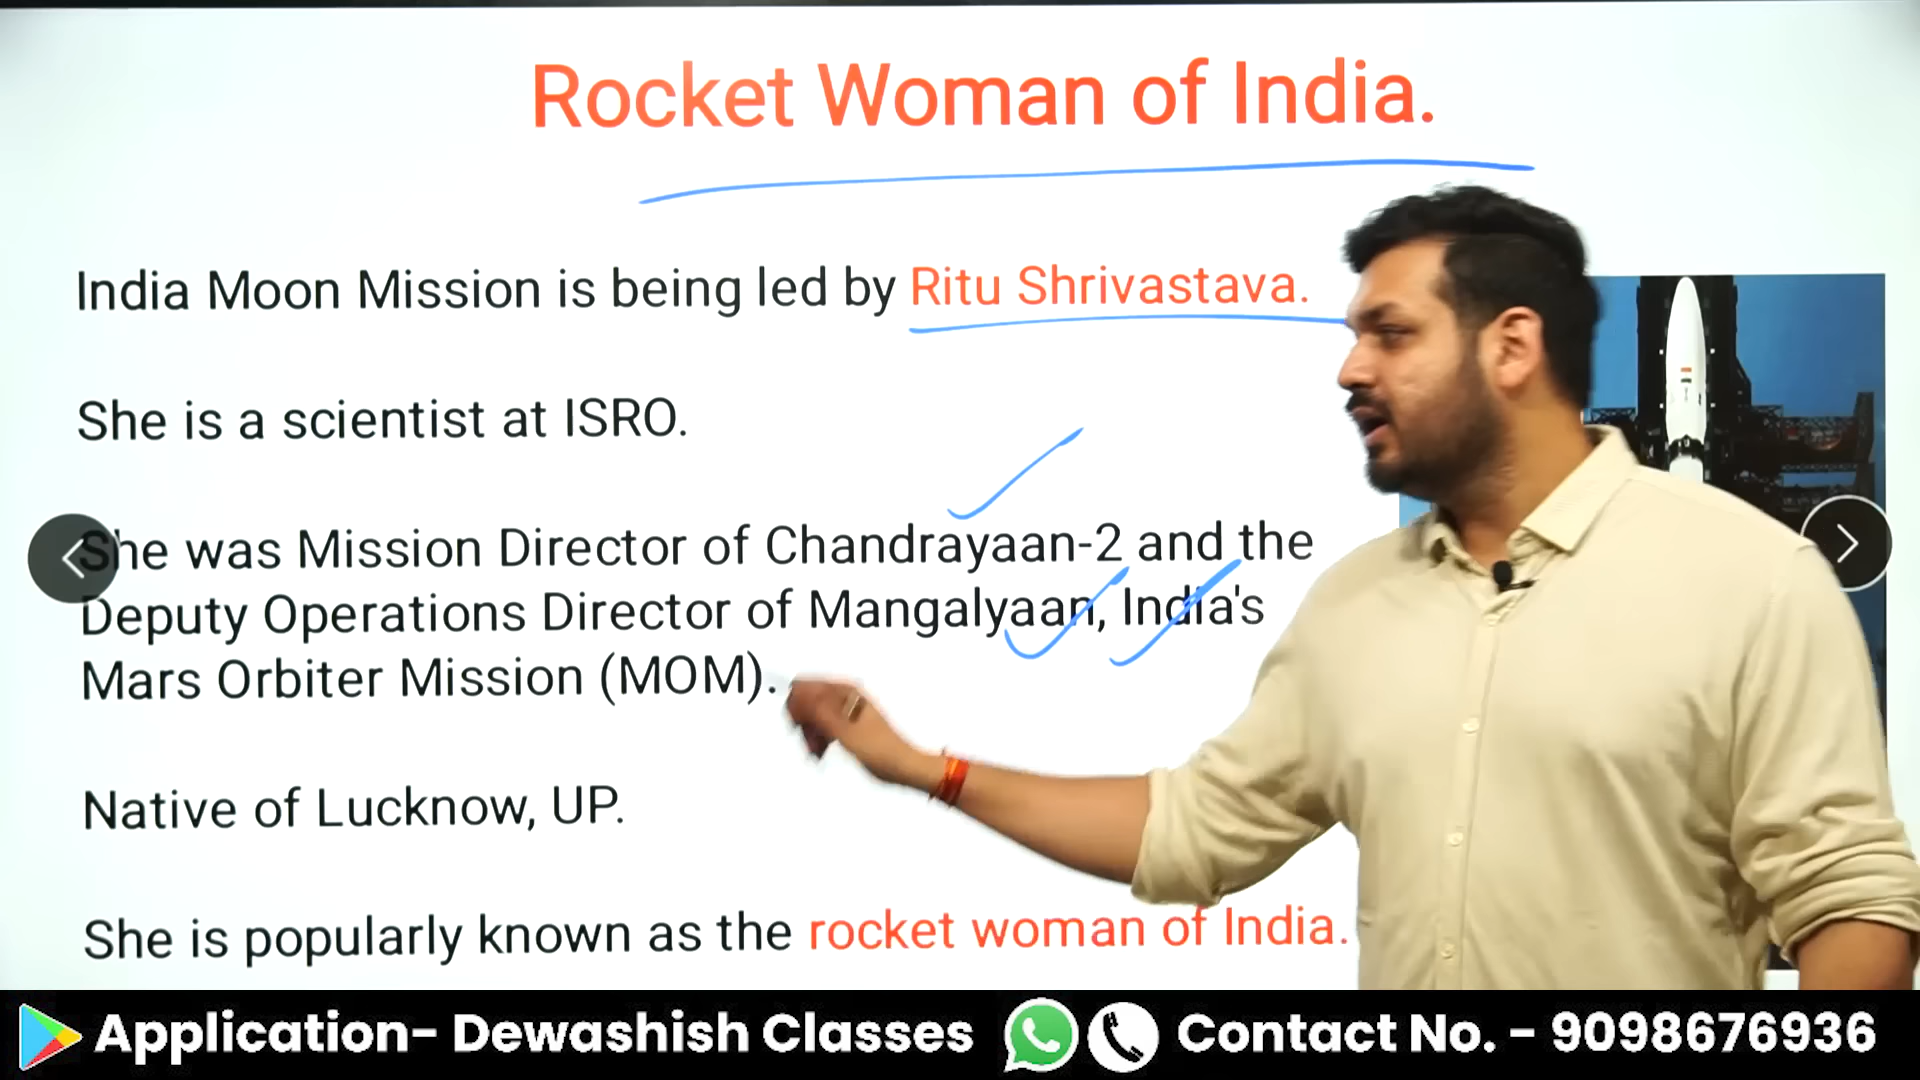 Rocket Woman of India.
India Moon Mission is being led by Ritu Shrivastava.
She is a scientist at ISRO.
She was Mission Director of Chandrayaan-2 and the
Deputy Operations Director of Mangalyaan, India's
Mars Orbiter Mission (MOM).
Native of Lucknow, UP.
She is popularly known as the rocket woman of India.
Application- Dewashish Classes Contact No. - 9098676936